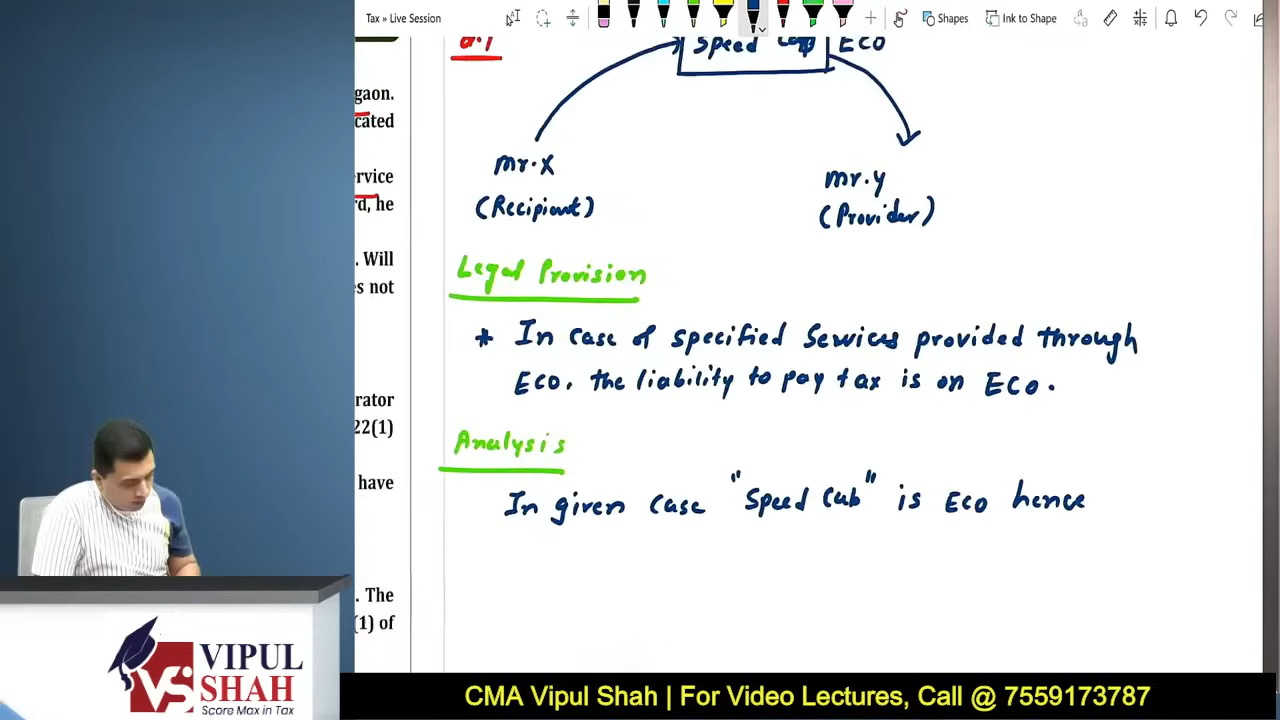 Tax » Live Session
Shapes
Ink to Shape
Q.1
Speed Cab
ECO
gaon.
cated
ervice
rd, he
. Will
es not
rator
22(1)
have
. The
(1) of
Mr. X
(Recipient)
Mr. Y
(Provider)
Legal Provision
* In case of specified Services provided through
ECO, the liability to pay tax is on ECO.
Analysis
In given case "Speed Cab" is ECO hence
VS
VIPUL
SHAH
Score Max in Tax
CMA Vipul Shah | For Video Lectures, Call @ 7559173787